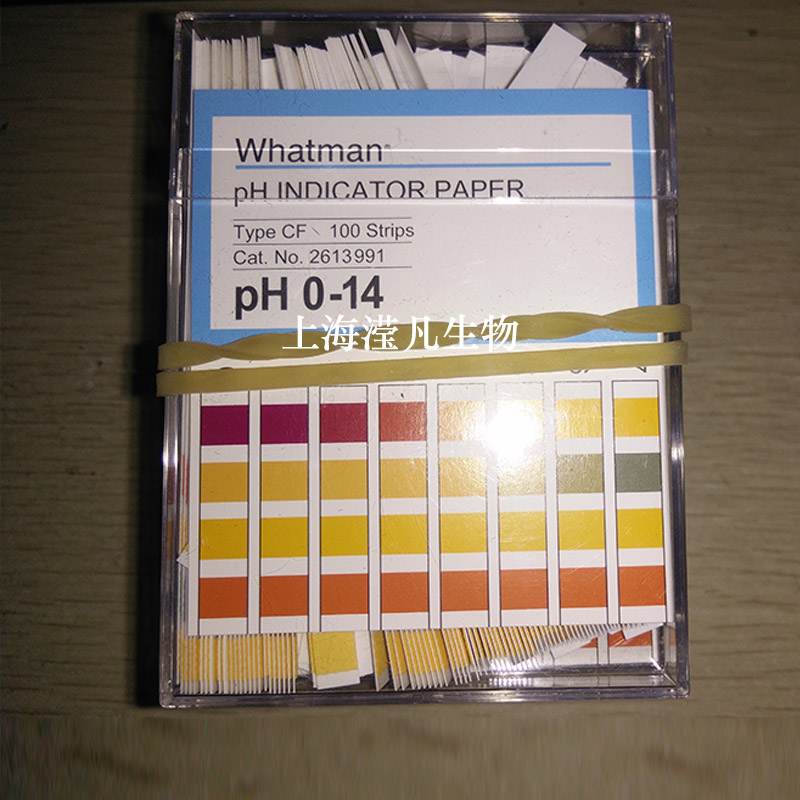 Whatman®
pH INDICATOR PAPER
Type CF、 100 Strips
Cat. No. 2613991
pH 0-14
上海滢凡生物